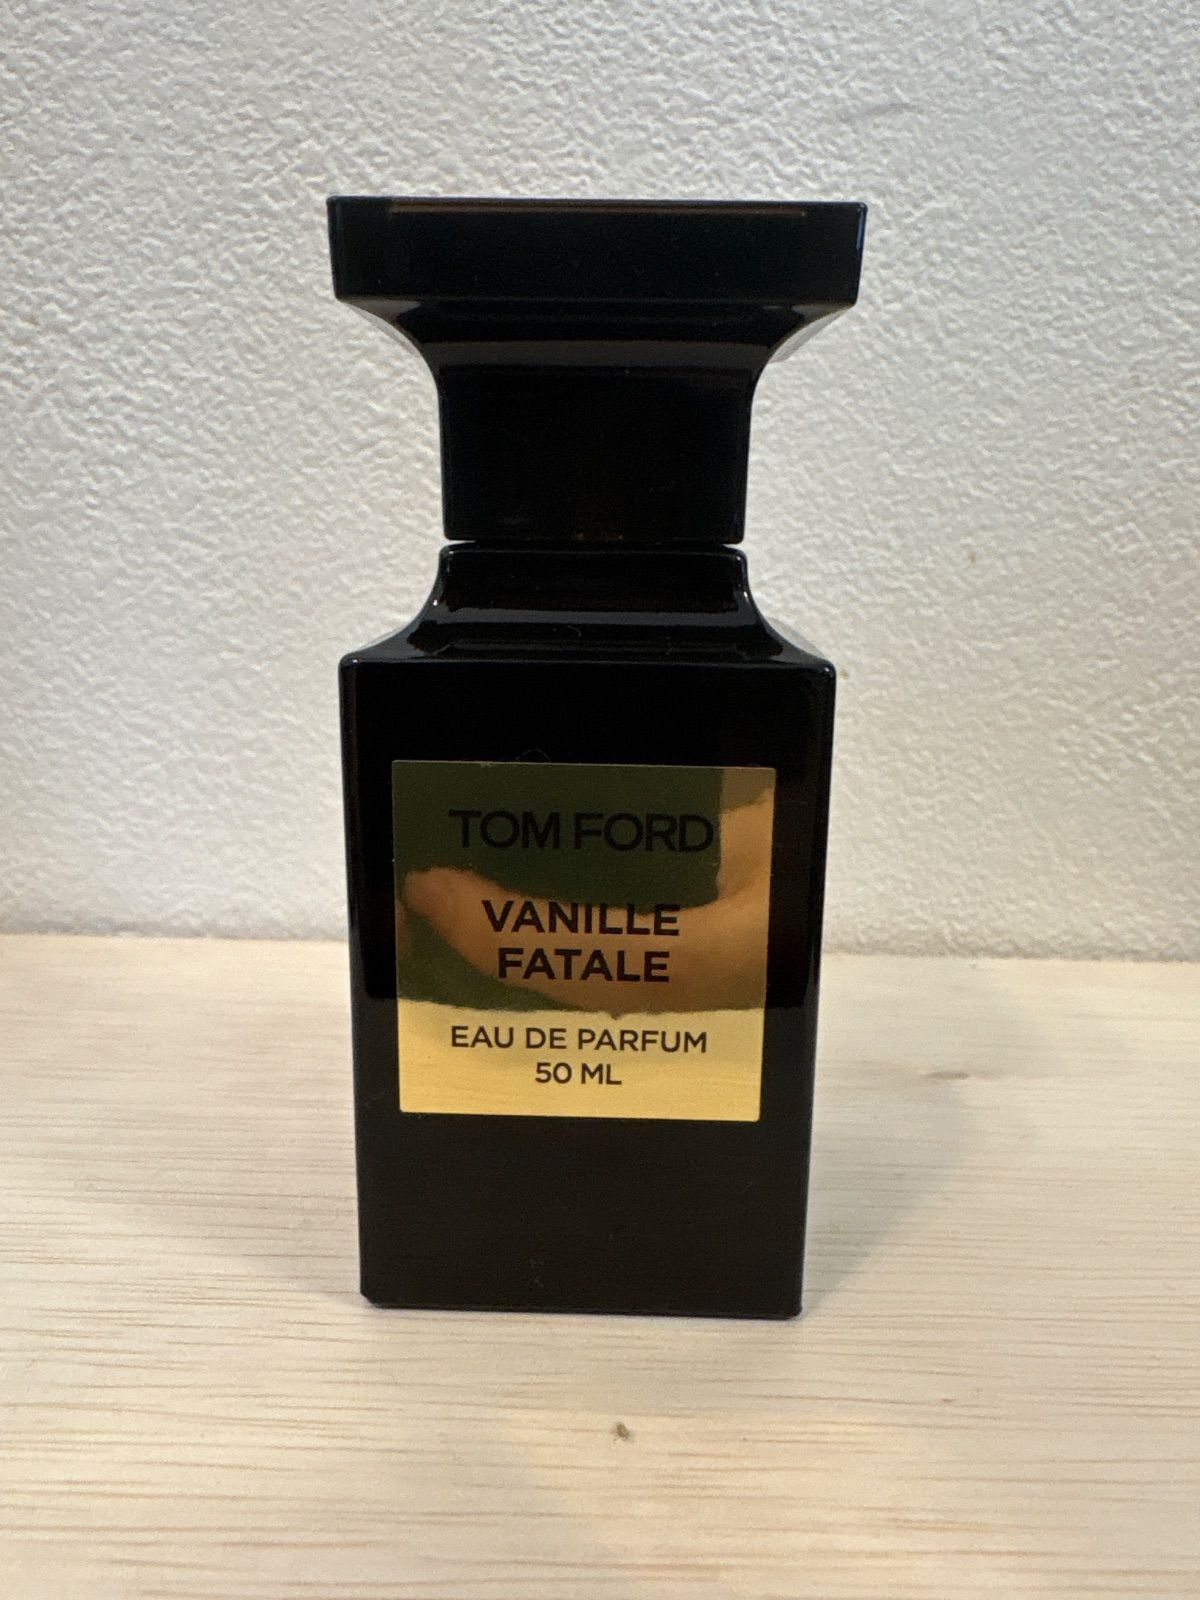 TOM FORD
VANILLE
FATALE
EAU DE PARFUM
50 ML